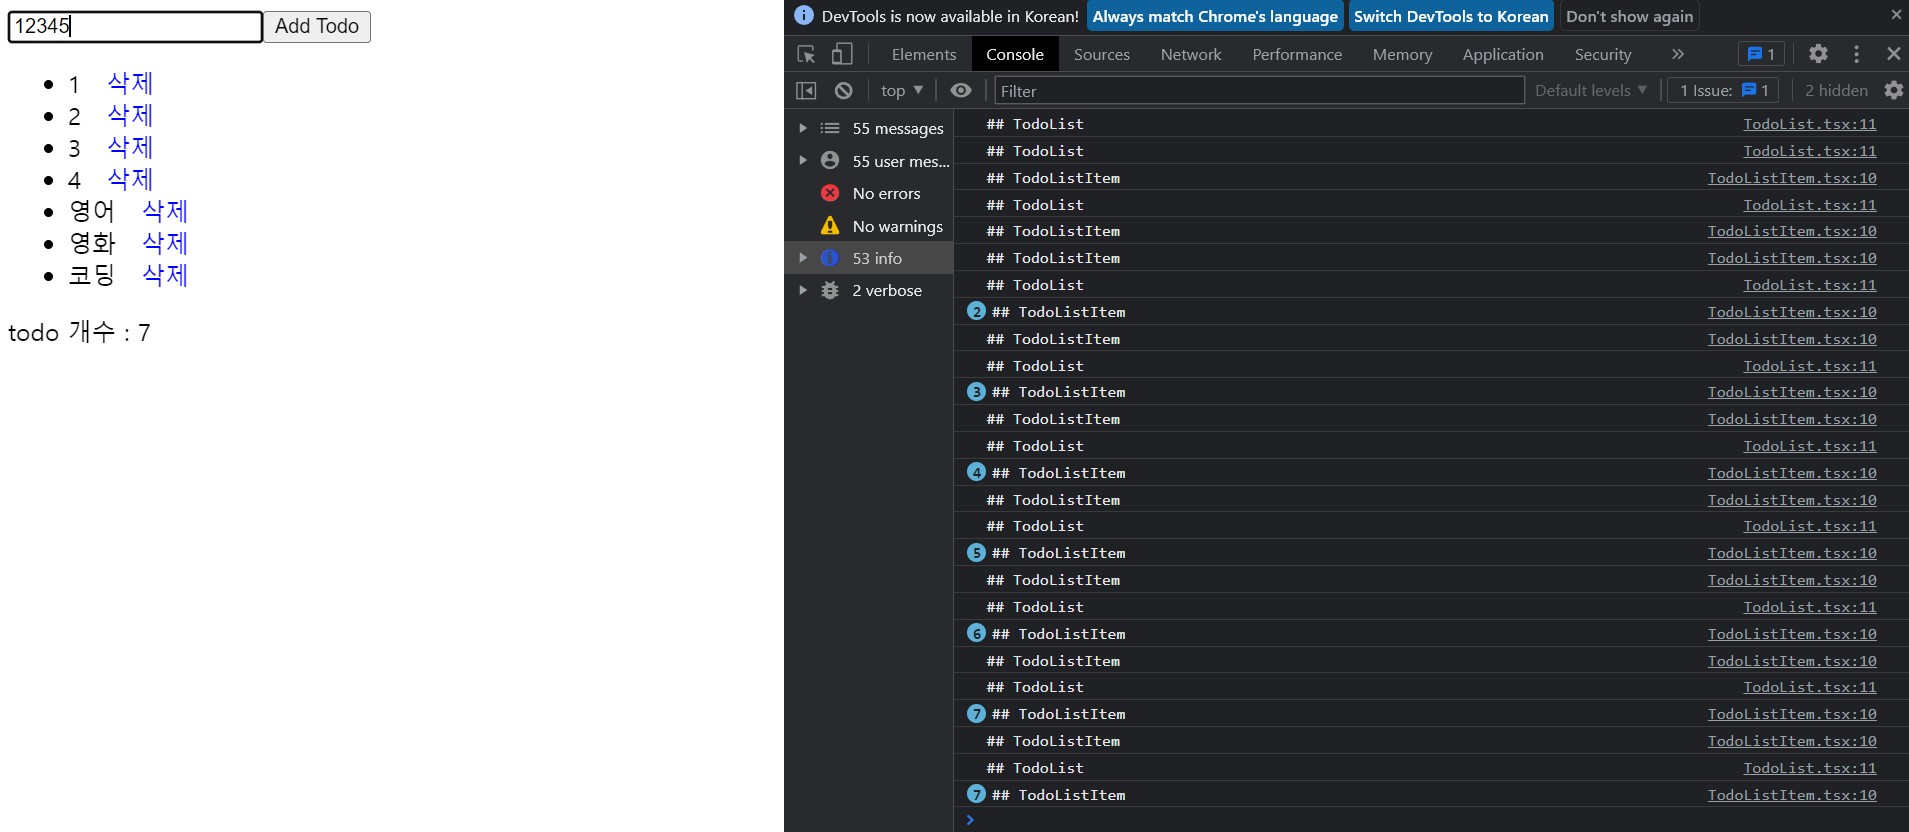 12345 Add Todo
1 삭제
2 삭제
3 삭제
4 삭제
영어 삭제
영화 삭제
코딩 삭제
todo 개수 : 7
DevTools is now available in Korean! Always match Chrome's language Switch DevTools to Korean Don't show again
Elements Console Sources Network Performance Memory Application Security 1
top Filter Default levels 1 Issue: 1 2 hidden
55 messages
55 user mes...
No errors
No warnings
53 info
2 verbose
## TodoList TodoList.tsx:11
## TodoList TodoList.tsx:11
## TodoListItem TodoListItem.tsx:10
## TodoList TodoList.tsx:11
## TodoListItem TodoListItem.tsx:10
## TodoListItem TodoListItem.tsx:10
## TodoList TodoList.tsx:11
2 ## TodoListItem TodoListItem.tsx:10
## TodoListItem TodoListItem.tsx:10
## TodoList TodoList.tsx:11
3 ## TodoListItem TodoListItem.tsx:10
## TodoListItem TodoListItem.tsx:10
## TodoList TodoList.tsx:11
4 ## TodoListItem TodoListItem.tsx:10
## TodoListItem TodoListItem.tsx:10
## TodoList TodoList.tsx:11
5 ## TodoListItem TodoListItem.tsx:10
## TodoListItem TodoListItem.tsx:10
## TodoList TodoList.tsx:11
6 ## TodoListItem TodoListItem.tsx:10
## TodoListItem TodoListItem.tsx:10
## TodoList TodoList.tsx:11
7 ## TodoListItem TodoListItem.tsx:10
## TodoListItem TodoListItem.tsx:10
## TodoList TodoList.tsx:11
7 ## TodoListItem TodoListItem.tsx:10